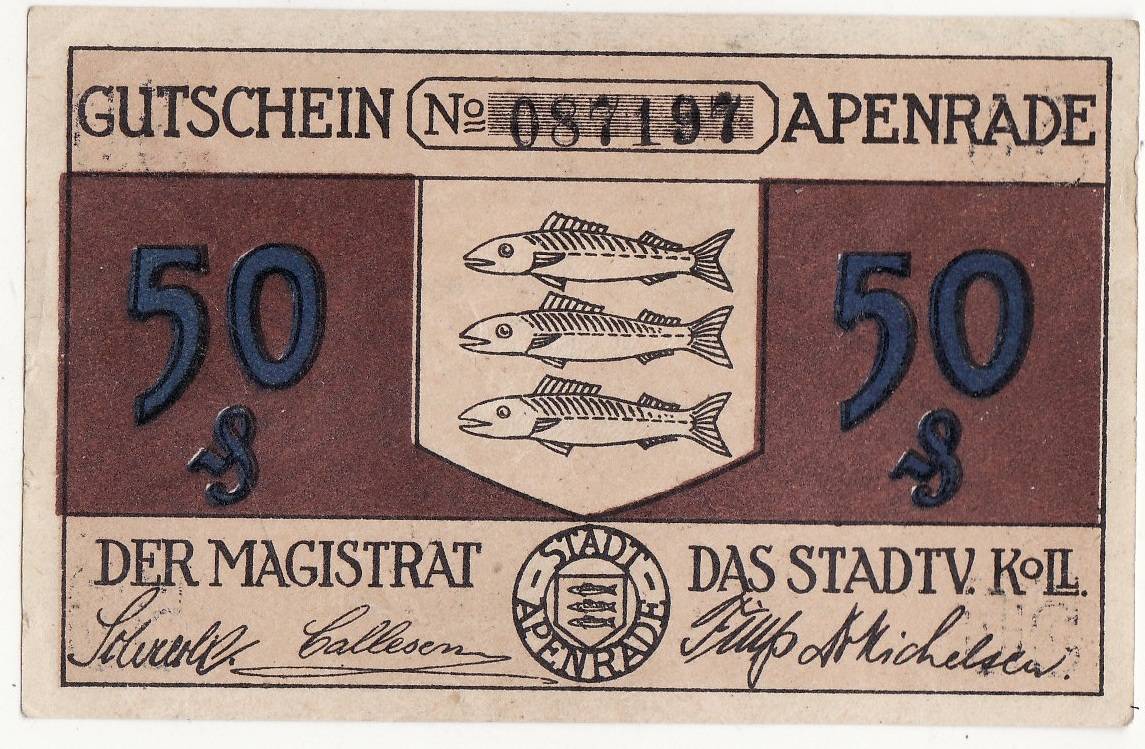 GUTSCHEIN No 087197 APENRADE
50 50
₰ ₰
DER MAGISTRAT DAS STADTV. KOLL.
STADT APENRADE
Callesen Michelsen.